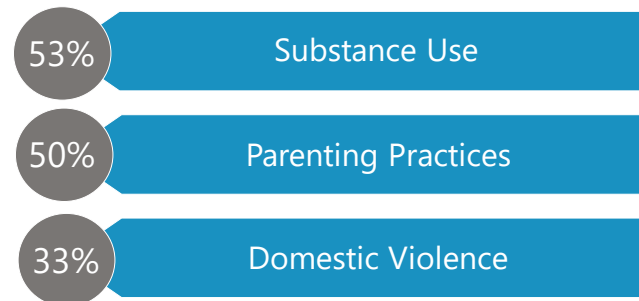 53% Substance Use
50% Parenting Practices
33% Domestic Violence